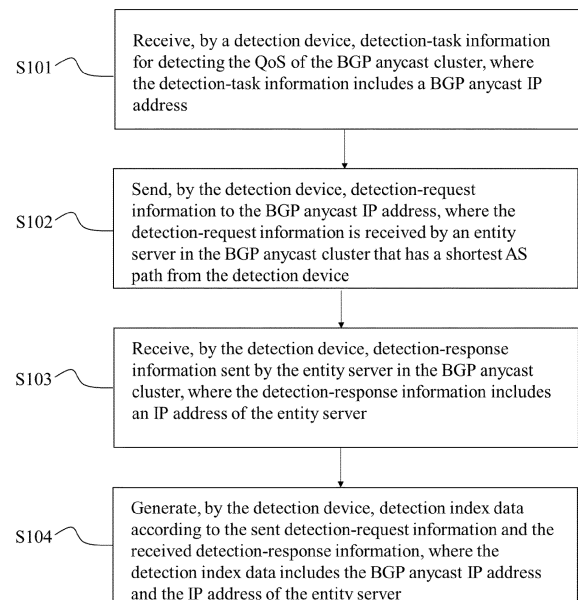 S101
Receive, by a detection device, detection-task information
for detecting the QoS of the BGP anycast cluster, where
the detection-task information includes a BGP anycast IP
address
S102
Send, by the detection device, detection-request
information to the BGP anycast IP address, where the
detection-request information is received by an entity
server in the BGP anycast cluster that has a shortest AS
path from the detection device
S103
Receive, by the detection device, detection-response
information sent by the entity server in the BGP anycast
cluster, where the detection-response information includes
an IP address of the entity server
S104
Generate, by the detection device, detection index data
according to the sent detection-request information and the
received detection-response information, where the
detection index data includes the BGP anycast IP address
and the IP address of the entity server